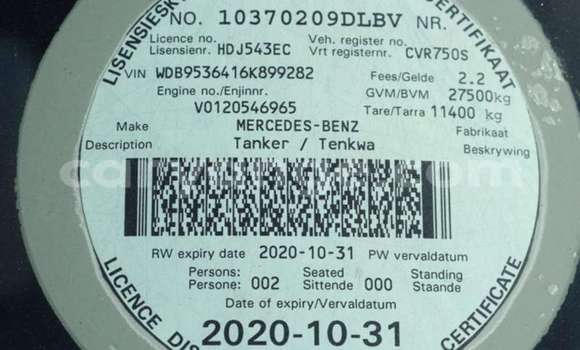 LISENSIESK
CERTIFIKAAT
NO. 10370209DLBV NR.
Licence no. Veh. register no.
Lisensienr. HDJ543EC Vrt registernr. CVR750S
VIN WDB9536416K899282 Fees/Gelde 2.2
Engine no./Enjinnr. GVM/BVM 27500kg
V0120546965 Tare/Tarra 11400 kg
Make MERCEDES-BENZ Fabrikaat
Description Tanker / Tenkwa Beskrywing
RW expiry date 2020-10-31 PW vervaldatum
Persons: Seated Standing
Persone: 002 Sittende 000 Staande
Date of expiry/Vervaldatum
2020-10-31
LICENCE DIS
CERTIFICATE